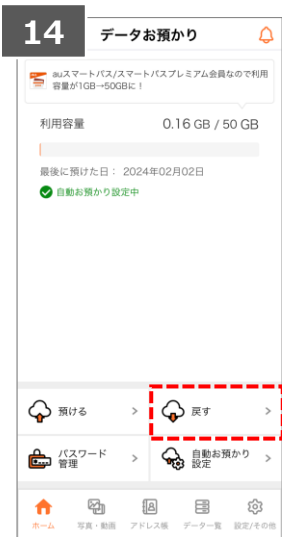 14
データお預かり
auスマートパス/スマートパスプレミアム会員なので利用
容量が1GB→50GBに！
利用容量
0.16 GB / 50 GB
最後に預けた日： 2024年02月02日
自動お預かり設定中
預ける
戻す
パスワード
管理
自動お預かり
設定
ホーム
写真・動画
アドレス帳
データ一覧
設定/その他